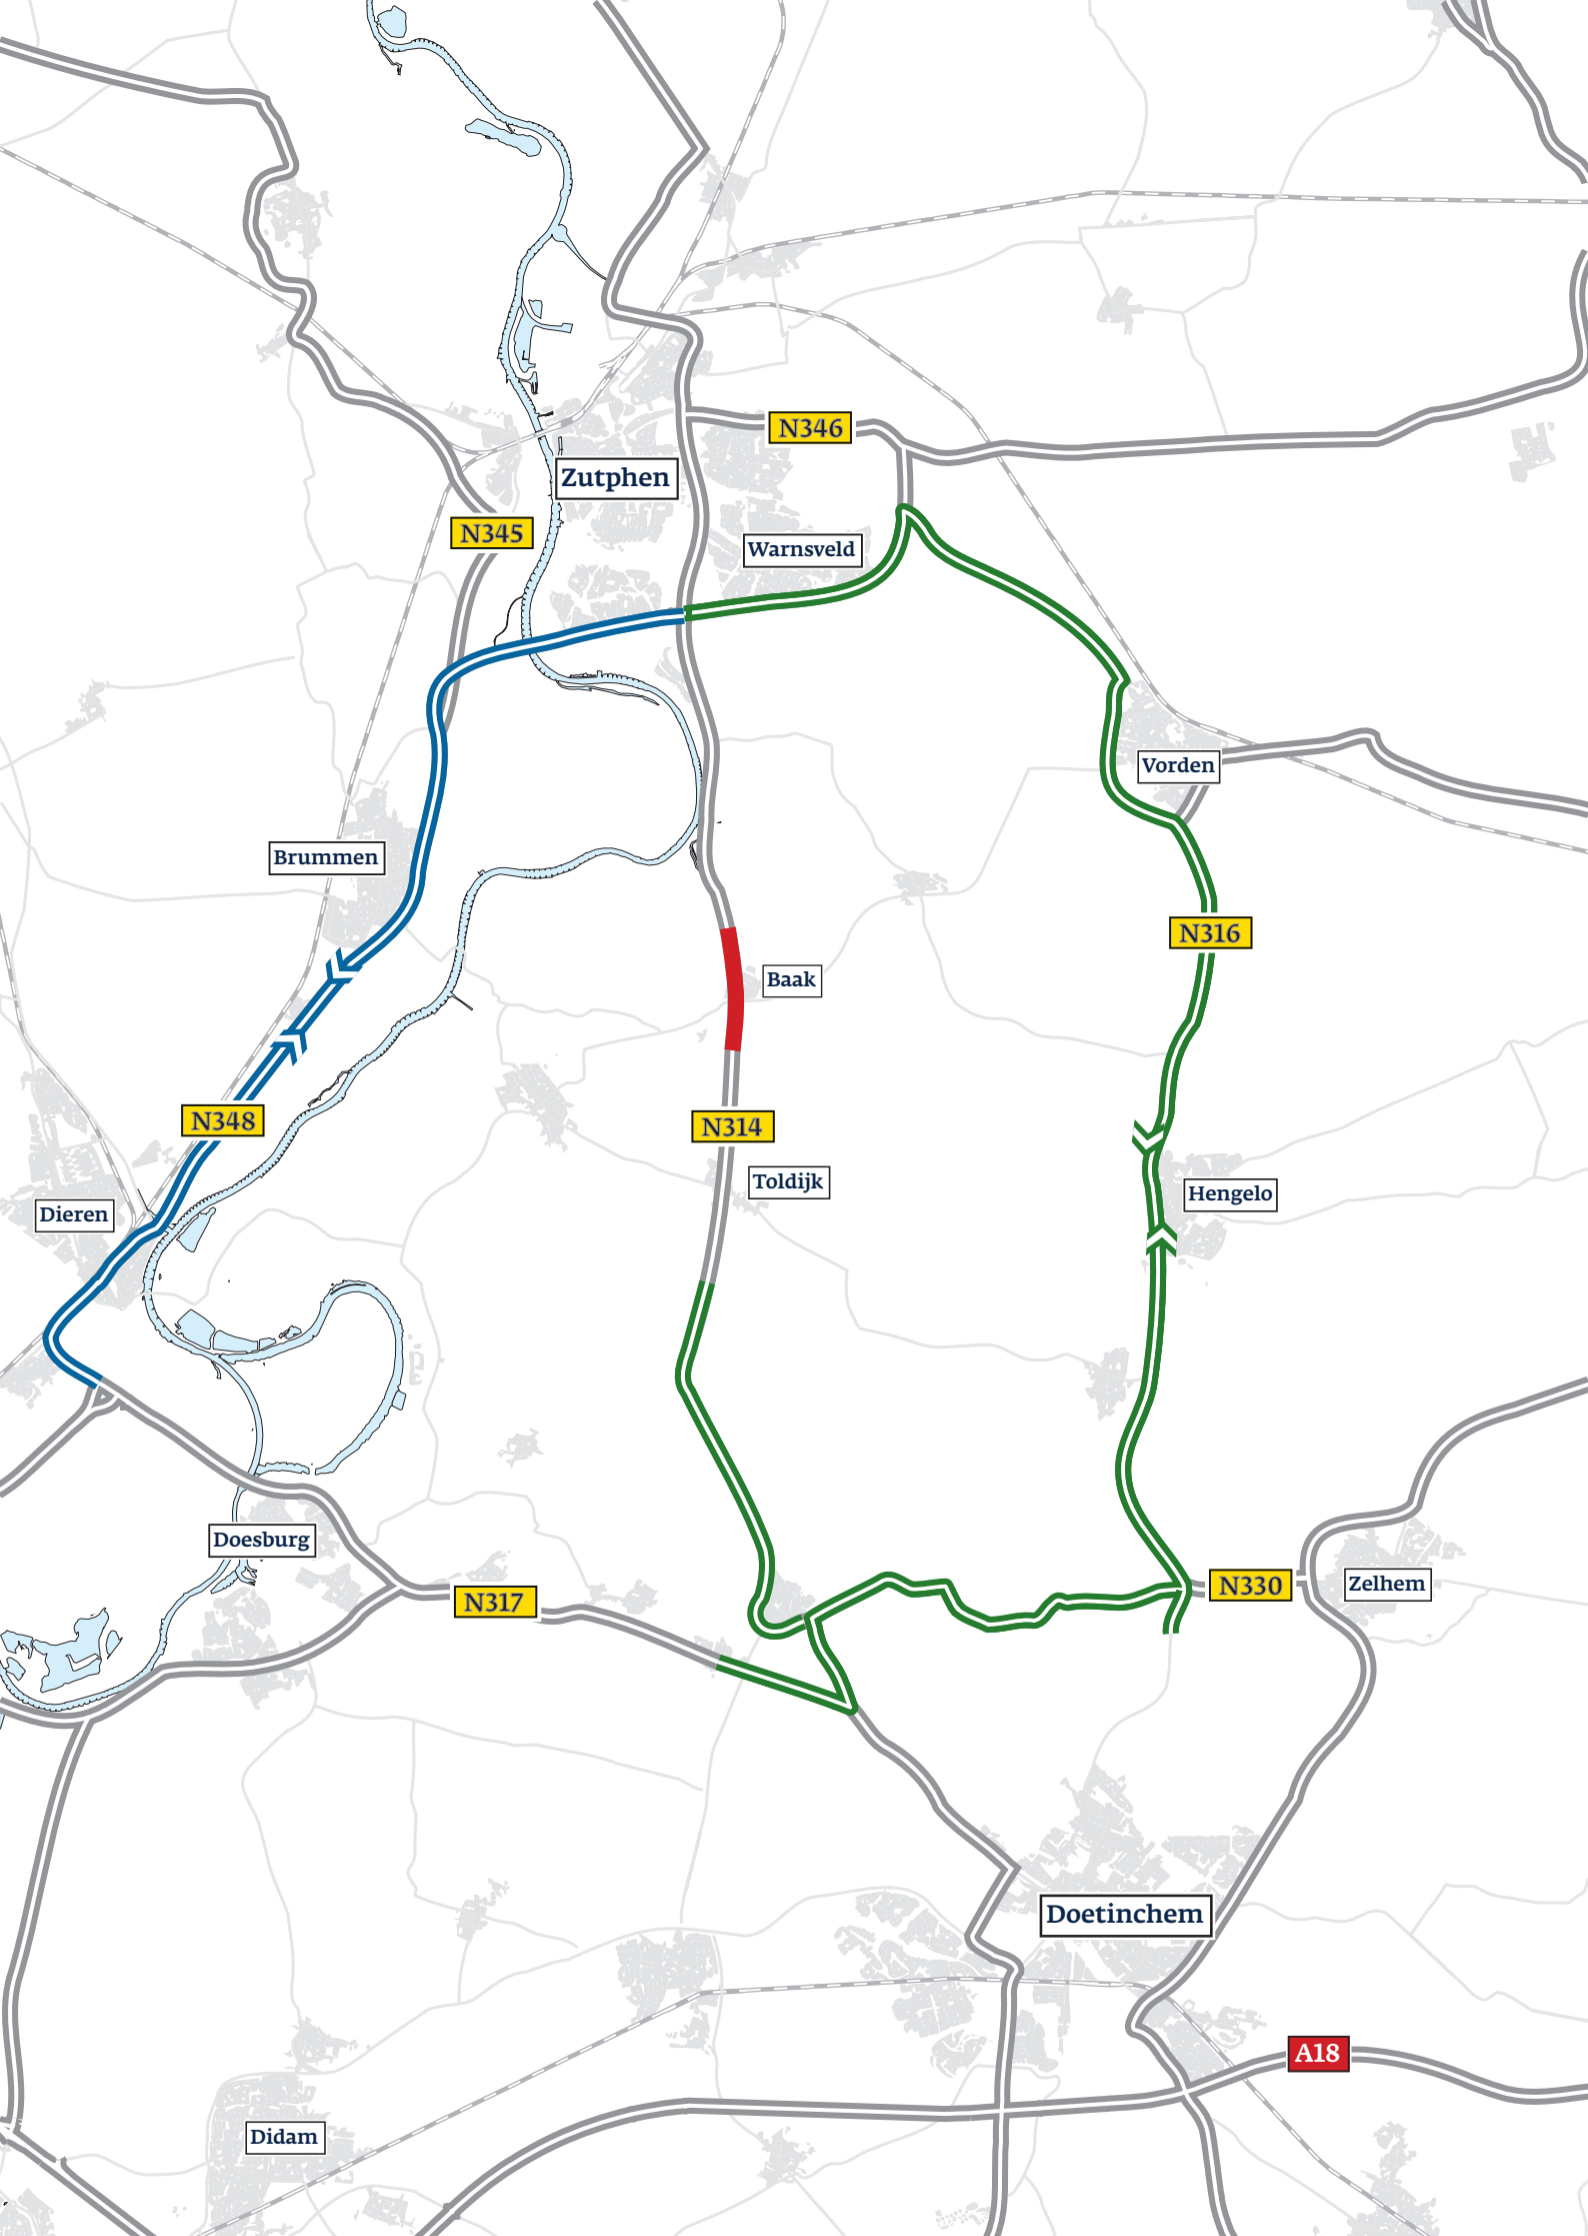 N346
Zutphen
N345
Warnsveld
Vorden
Brummen
N316
Baak
N348
N314
Toldijk
Hengelo
Dieren
Doesburg
N317
N330
Zelhem
Doetinchem
A18
Didam